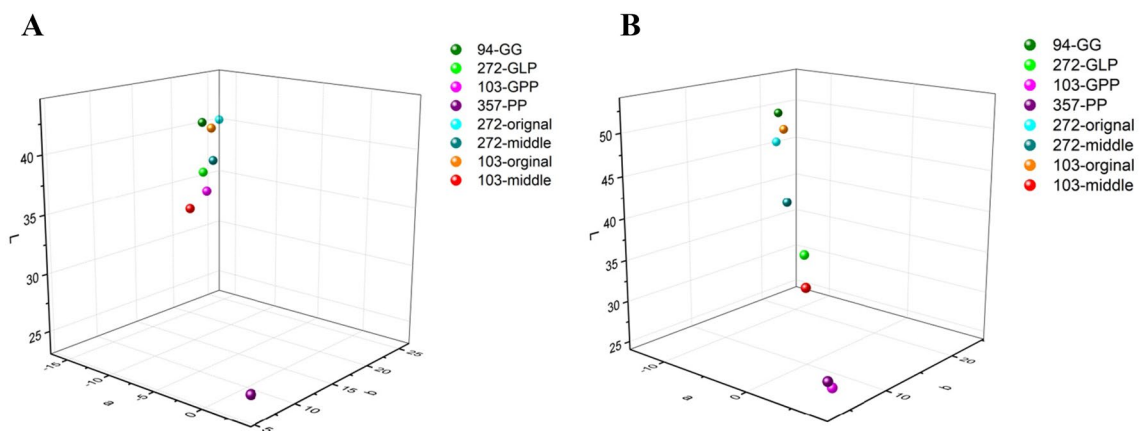 A
94-GG
272-GLP
103-GPP
357-PP
272-orignal
272-middle
103-orginal
103-middle
40
35
30
25
L
-15
-10
-5
0
a
5
10
15
20
25
b
B
94-GG
272-GLP
103-GPP
357-PP
272-orignal
272-middle
103-orginal
103-middle
50
45
40
35
30
25
L
-10
0
a
10
20
b